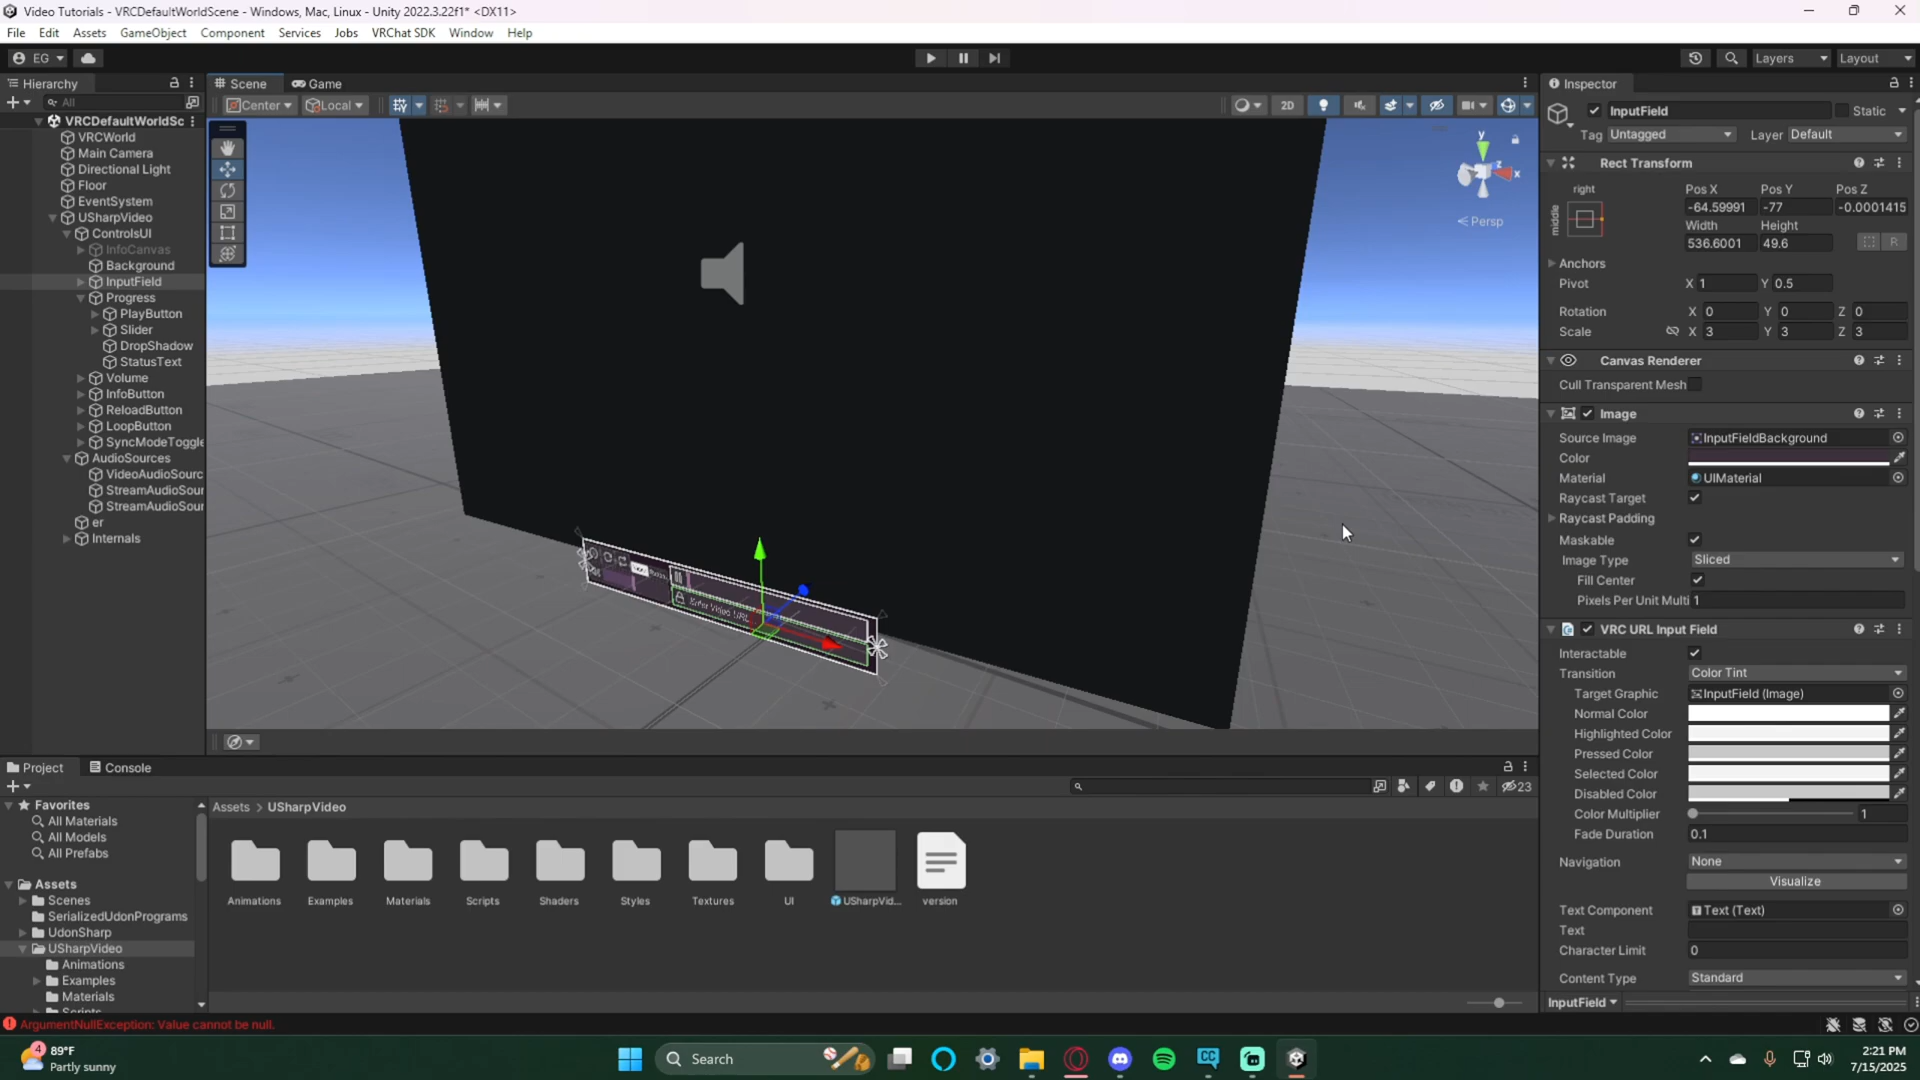 Video Tutorials - VRCDefaultWorldScene - Windows, Mac, Linux - Unity 2022.3.22f1* <DX11>
File Edit Assets GameObject Component Services Jobs VRChat SDK Window Help
EG Layers Layout
Hierarchy
All
VRCDefaultWorldSc
VRCWorld
Main Camera
Directional Light
Floor
EventSystem
USharpVideo
ControlsUI
InfoCanvas
Background
InputField
Progress
PlayButton
Slider
DropShadow
StatusText
Volume
InfoButton
ReloadButton
LoopButton
SyncModeToggle
AudioSources
VideoAudioSourc
StreamAudioSour
StreamAudioSour
er
Internals
Scene Game
Center Local 2D
y
z
x
Persp
Enter Video URL...
Inspector
InputField Static
Tag Untagged Layer Default
Rect Transform
right Pos X Pos Y Pos Z
middle -64.59991 -77 -0.0001415
Width Height
536.6001 49.6 R
Anchors
Pivot X 1 Y 0.5
Rotation X 0 Y 0 Z 0
Scale X 3 Y 3 Z 3
Canvas Renderer
Cull Transparent Mesh
Image
Source Image InputFieldBackground
Color
Material UIMaterial
Raycast Target
Raycast Padding
Maskable
Image Type Sliced
Fill Center
Pixels Per Unit Multi 1
VRC URL Input Field
Interactable
Transition Color Tint
Target Graphic InputField (Image)
Normal Color
Highlighted Color
Pressed Color
Selected Color
Disabled Color
Color Multiplier 1
Fade Duration 0.1
Navigation None
Visualize
Text Component Text (Text)
Text
Character Limit 0
Content Type Standard
InputField
Project Console
23
Favorites
All Materials
All Models
All Prefabs
Assets
Scenes
SerializedUdonPrograms
UdonSharp
USharpVideo
Animations
Examples
Materials
Scripts
Assets > USharpVideo
Animations Examples Materials Scripts Shaders Styles Textures UI USharpVid... version
ArgumentNullException: Value cannot be null.
4
89°F
Partly sunny
Search
CC
2:21 PM
7/15/2025